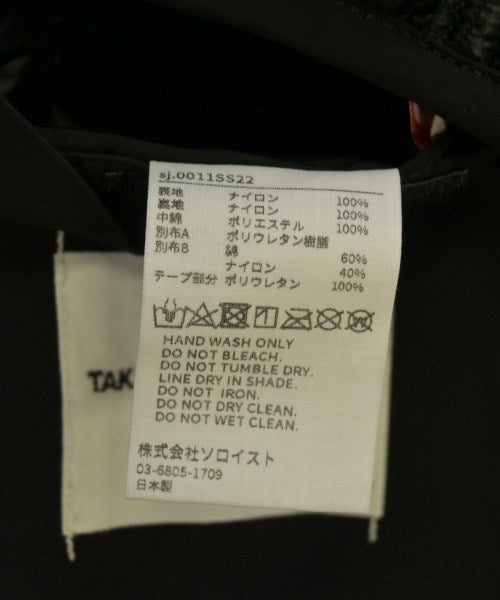 sj.0011SS22
表地 ナイロン 100%
裏地 ナイロン 100%
中綿 ポリエステル 100%
別布A ポリウレタン樹脂
別布B 綿 60%
ナイロン 40%
テープ部分 ポリウレタン 100%
HAND WASH ONLY
DO NOT BLEACH.
DO NOT TUMBLE DRY.
LINE DRY IN SHADE.
DO NOT IRON.
DO NOT DRY CLEAN.
DO NOT WET CLEAN.
株式会社ソロイスト
03-6805-1709
日本製
TAK